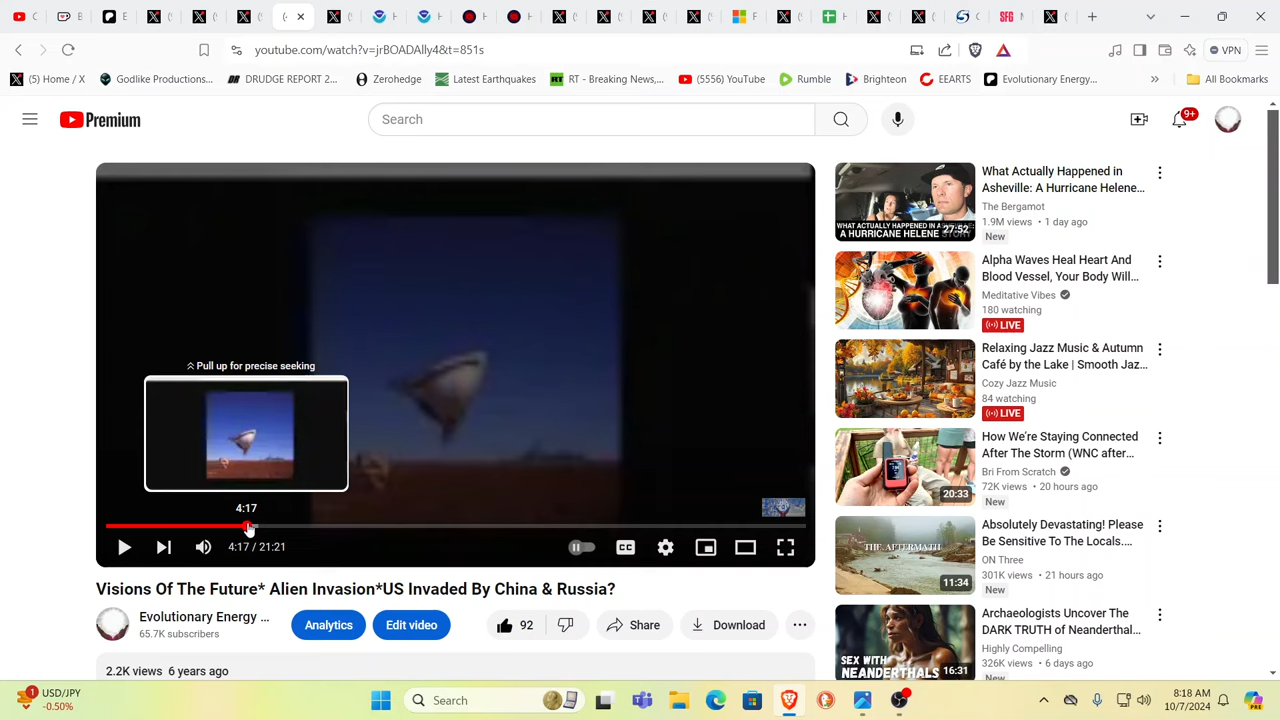 youtube.com/watch?v=jrBOADAlly4&t=851s
VPN
(5) Home / X
Godlike Productions...
DRUDGE REPORT 2...
Zerohedge
Latest Earthquakes
RT - Breaking News,...
(5550) YouTube
Rumble
Brighteon
EEARTS
Evolutionary Energy...
All Bookmarks
Premium
Search
9+
Pull up for precise seeking
4:17
4:17 / 21:21
Visions Of The Future* Alien Invasion*US Invaded By China & Russia?
Evolutionary Energy ...
65.7K subscribers
Analytics
Edit video
92
Share
Download
2.2K views 6 years ago
WHAT ACTUALLY HAPPENED IN
A HURRICANE HELENE STORY
27:52
What Actually Happened in
Asheville: A Hurricane Helene...
The Bergamot
1.9M views • 1 day ago
New
Alpha Waves Heal Heart And
Blood Vessel, Your Body Will...
Meditative Vibes
180 watching
LIVE
Relaxing Jazz Music & Autumn
Café by the Lake | Smooth Jaz...
Cozy Jazz Music
84 watching
LIVE
20:33
How We're Staying Connected
After The Storm (WNC after...
Bri From Scratch
72K views • 20 hours ago
New
THE AFTERMATH
11:34
Absolutely Devastating! Please
Be Sensitive To The Locals....
ON Three
301K views • 21 hours ago
New
SEX WITH
NEANDERTHALS
16:31
Archaeologists Uncover The
DARK TRUTH of Neanderthal...
Highly Compelling
326K views • 6 days ago
New
1
USD/JPY
-0.50%
Search
8:18 AM
10/7/2024